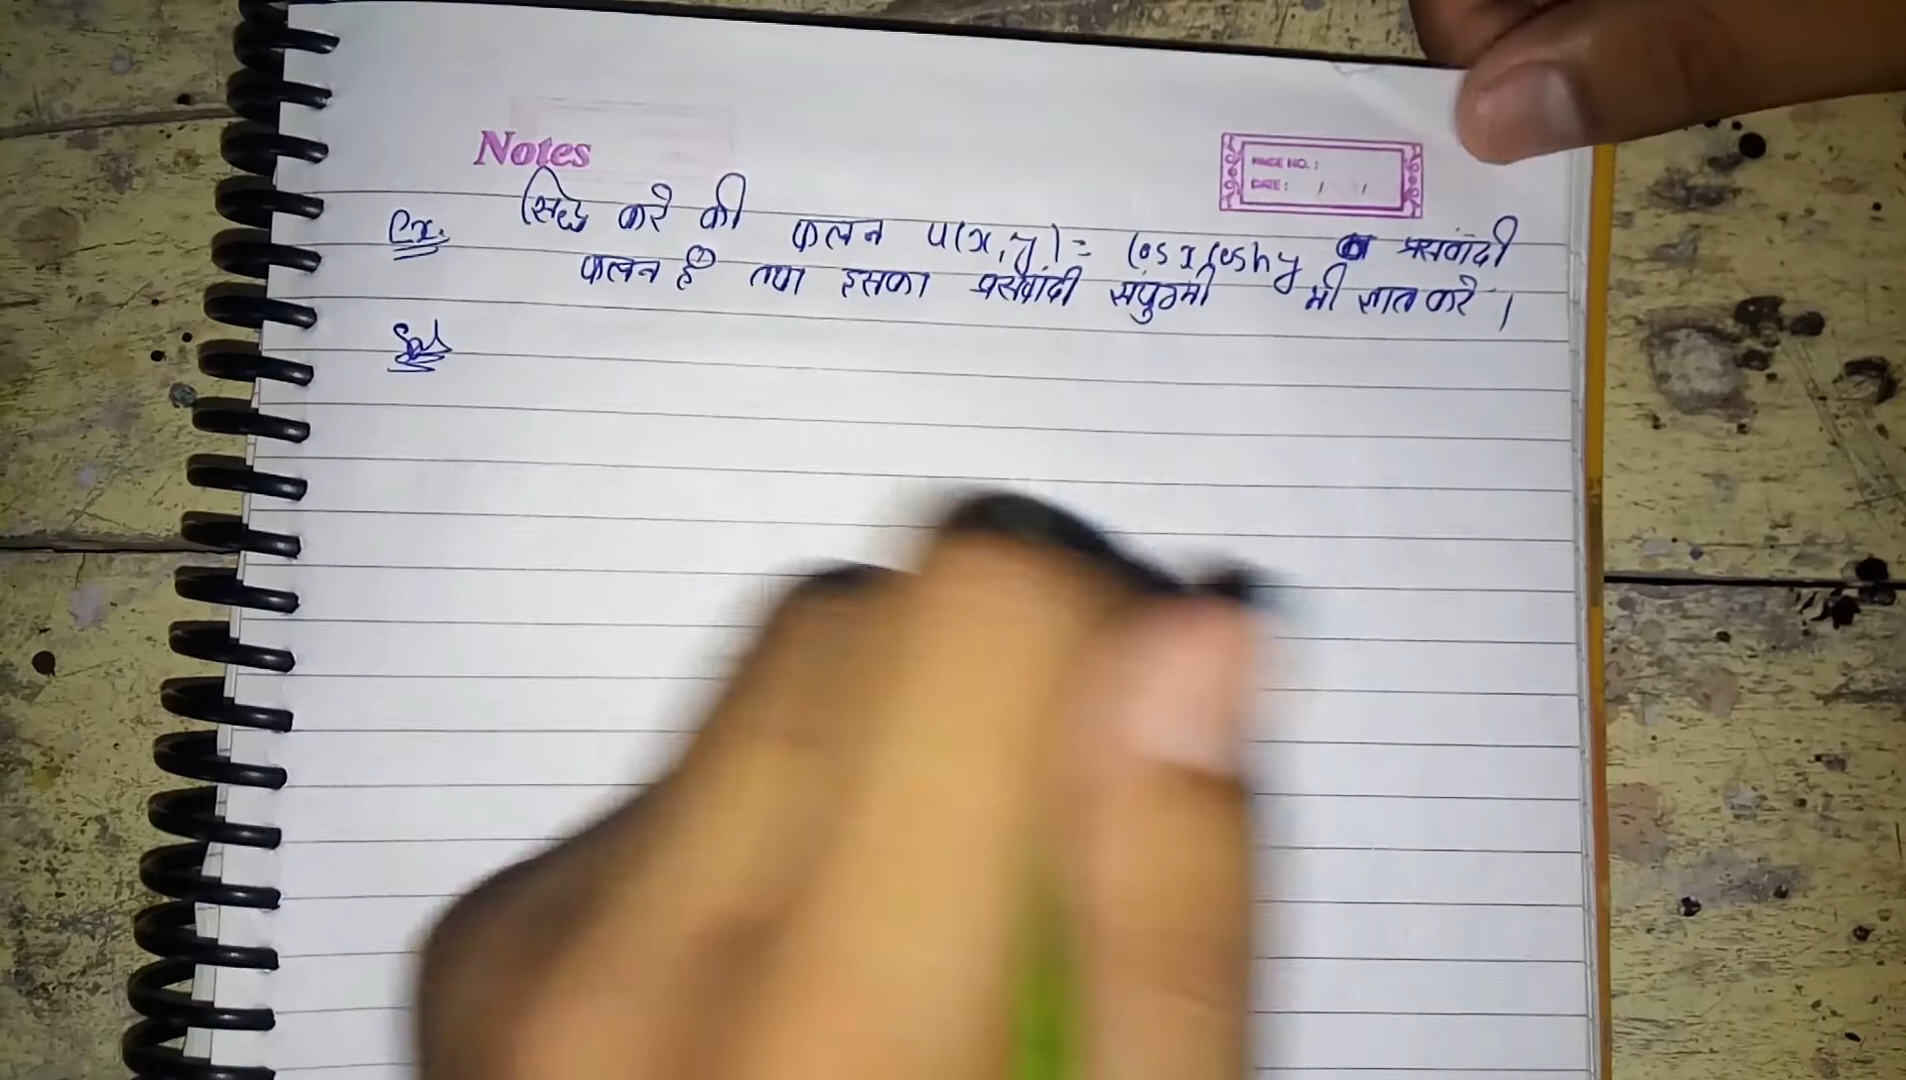 Notes
PAGE NO. :
DATE : / /
Ex. सिद्ध करे की फलन u(x,y) = Cos x Cosh y प्रसंवादी
फलन है तथा इसका प्रसंवादी संयुग्मी भी ज्ञात करे ।
Sol